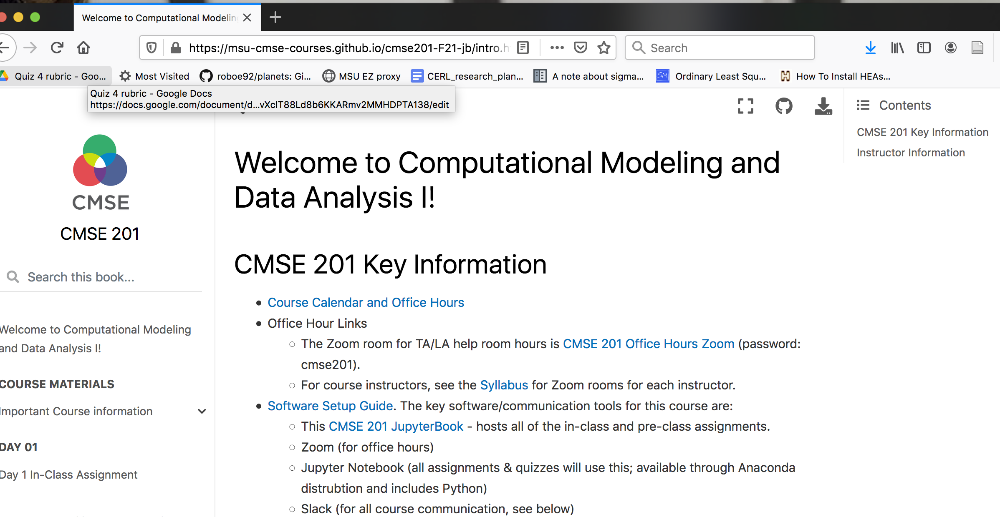 Welcome to Computational Modeling
https://msu-cmse-courses.github.io/cmse201-F21-jb/intro.h
Search
Quiz 4 rubric - Goo...
Most Visited
roboe92/planets: Gi...
MSU EZ proxy
CERL_research_plan...
A note about sigma...
SM
Ordinary Least Squ...
How To Install HEAs...
Quiz 4 rubric - Google Docs
https://docs.google.com/document/d...vXclT88Ld8b6KKARmv2MMHDPTA138/edit
CMSE
CMSE 201
Search this book...
Welcome to Computational Modeling
and Data Analysis I!
COURSE MATERIALS
Important Course information
DAY 01
Day 1 In-Class Assignment
Welcome to Computational Modeling and
Data Analysis I!
CMSE 201 Key Information
Course Calendar and Office Hours
Office Hour Links
The Zoom room for TA/LA help room hours is CMSE 201 Office Hours Zoom (password:
cmse201).
For course instructors, see the Syllabus for Zoom rooms for each instructor.
Software Setup Guide. The key software/communication tools for this course are:
This CMSE 201 JupyterBook - hosts all of the in-class and pre-class assignments.
Zoom (for office hours)
Jupyter Notebook (all assignments & quizzes will use this; available through Anaconda
distrubtion and includes Python)
Slack (for all course communication, see below)
Contents
CMSE 201 Key Information
Instructor Information